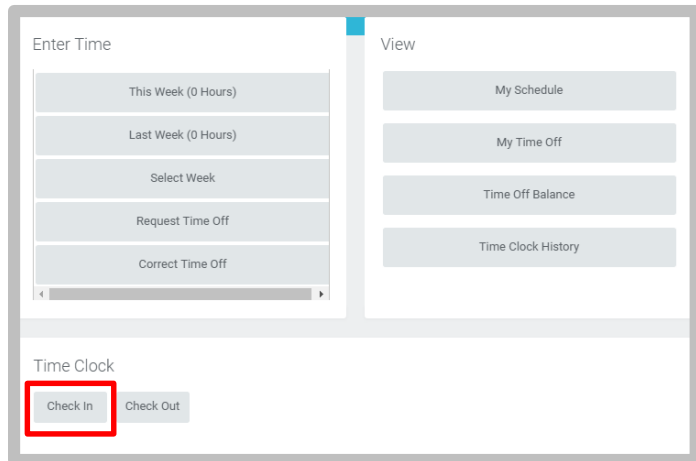 Enter Time
This Week (0 Hours)
Last Week (0 Hours)
Select Week
Request Time Off
Correct Time Off
View
My Schedule
My Time Off
Time Off Balance
Time Clock History
Time Clock
Check In
Check Out